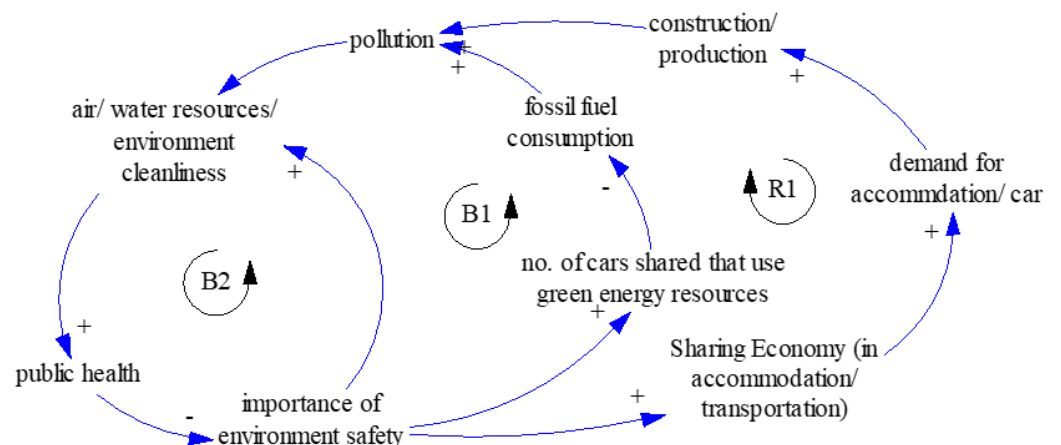 construction/
production
+
pollution
+
+
air/ water resources/
environment
cleanliness
+
fossil fuel
consumption
-
demand for
accommdation/ car
+
R1
B1
B2
no. of cars shared that use
green energy resources
+
+
public health
-
importance of
environment safety
Sharing Economy (in
accommodation/
transportation)
+